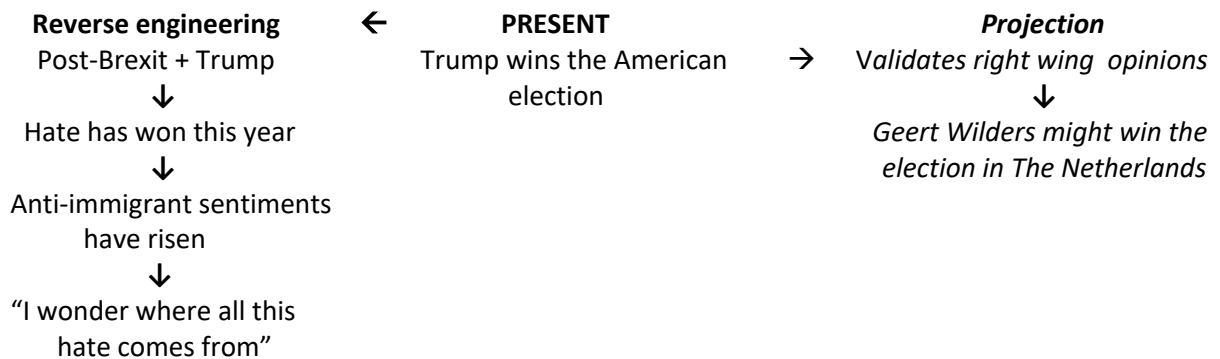 Reverse engineering ← PRESENT Projection
Post-Brexit + Trump Trump wins the American → Validates right wing opinions
↓ election ↓
Hate has won this year Geert Wilders might win the
↓ election in The Netherlands
Anti-immigrant sentiments
have risen
↓
“I wonder where all this
hate comes from”